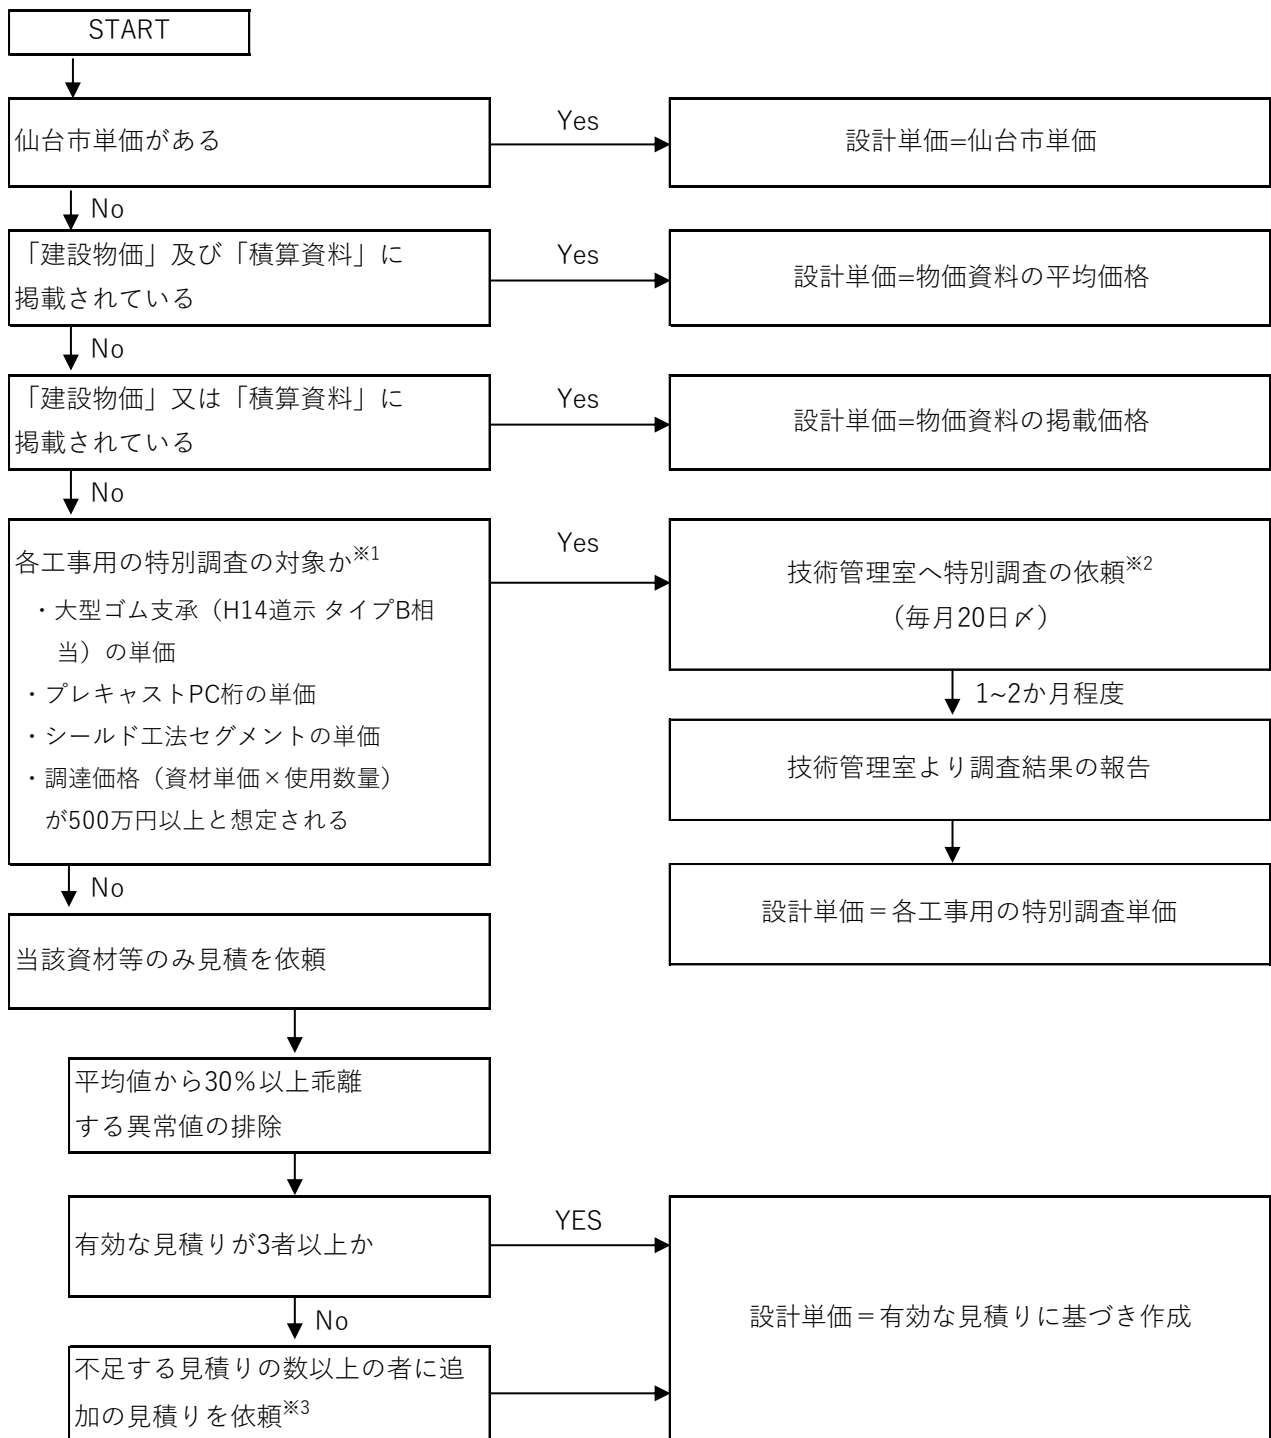 START
仙台市単価がある
Yes
設計単価=仙台市単価
No
「建設物価」及び「積算資料」に
掲載されている
Yes
設計単価=物価資料の平均価格
No
「建設物価」又は「積算資料」に
掲載されている
Yes
設計単価=物価資料の掲載価格
No
各工事用の特別調査の対象か※1
・大型ゴム支承（H14道示 タイプB相
当）の単価
・プレキャストPC桁の単価
・シールド工法セグメントの単価
・調達価格（資材単価×使用数量）
が500万円以上と想定される
Yes
技術管理室へ特別調査の依頼※2
（毎月20日〆）
1~2か月程度
技術管理室より調査結果の報告
設計単価＝各工事用の特別調査単価
No
当該資材等のみ見積を依頼
平均値から30％以上乖離
する異常値の排除
有効な見積りが3者以上か
YES
設計単価＝有効な見積りに基づき作成
No
不足する見積りの数以上の者に追
加の見積りを依頼※3